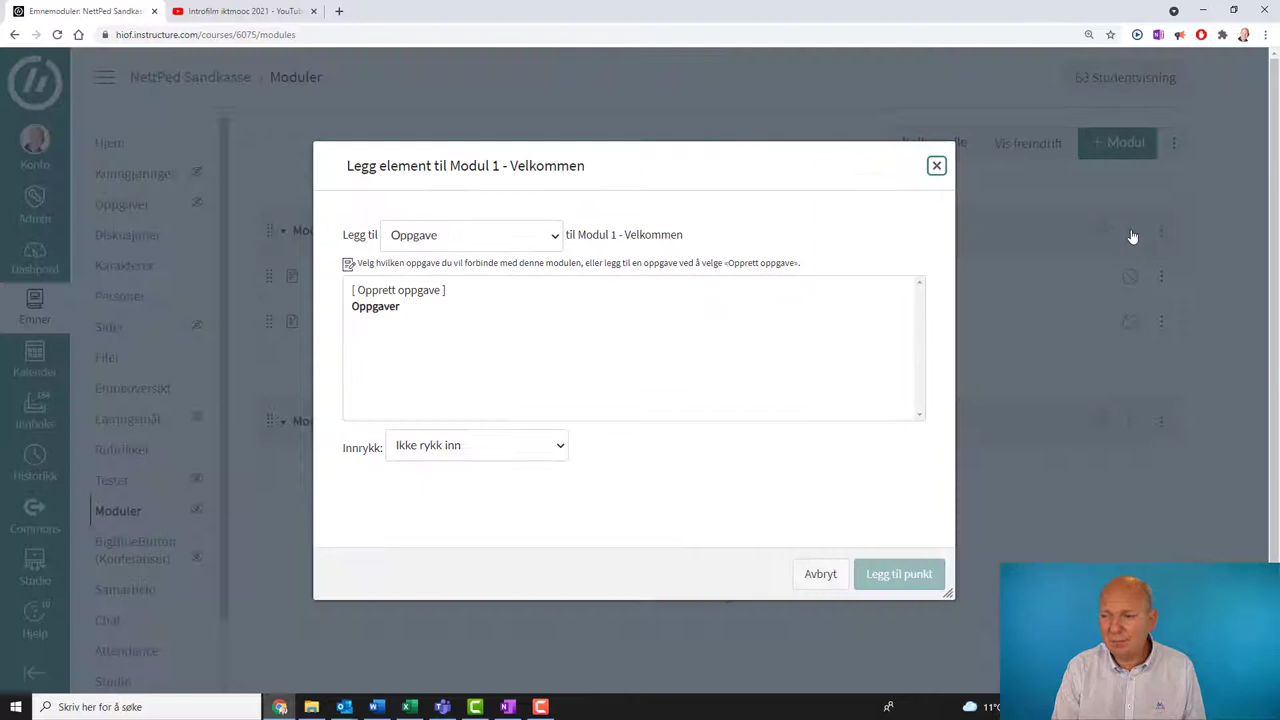 Emnemoduler: NettPed Sandkas
Introfilm iktmooc 2021 - YouTub
hiof.instructure.com/courses/6075/modules
NettPed Sandkasse
Moduler
Studentvisning
Konto
Admin
Dashbord
Emner
Kalender
Innboks
184
Historikk
Commons
Studio
Hjelp
Hjem
Kunngjøringer
Oppgaver
Diskusjoner
Karakterer
Personer
Sider
Filer
Emneoversikt
Læringsmål
Rubrikker
Tester
Moduler
BigBlueButton
(Konferanser)
Samarbeid
Chat
Attendance
Studio
Vis fremdrift
+ Modul
Legg element til Modul 1 - Velkommen
Legg til
Oppgave
til Modul 1 - Velkommen
Velg hvilken oppgave du vil forbinde med denne modulen, eller legg til en oppgave ved å velge «Opprett oppgave».
[ Opprett oppgave ]
Oppgaver
Innrykk:
Ikke rykk inn
Avbryt
Legg til punkt
Skriv her for å søke
11°